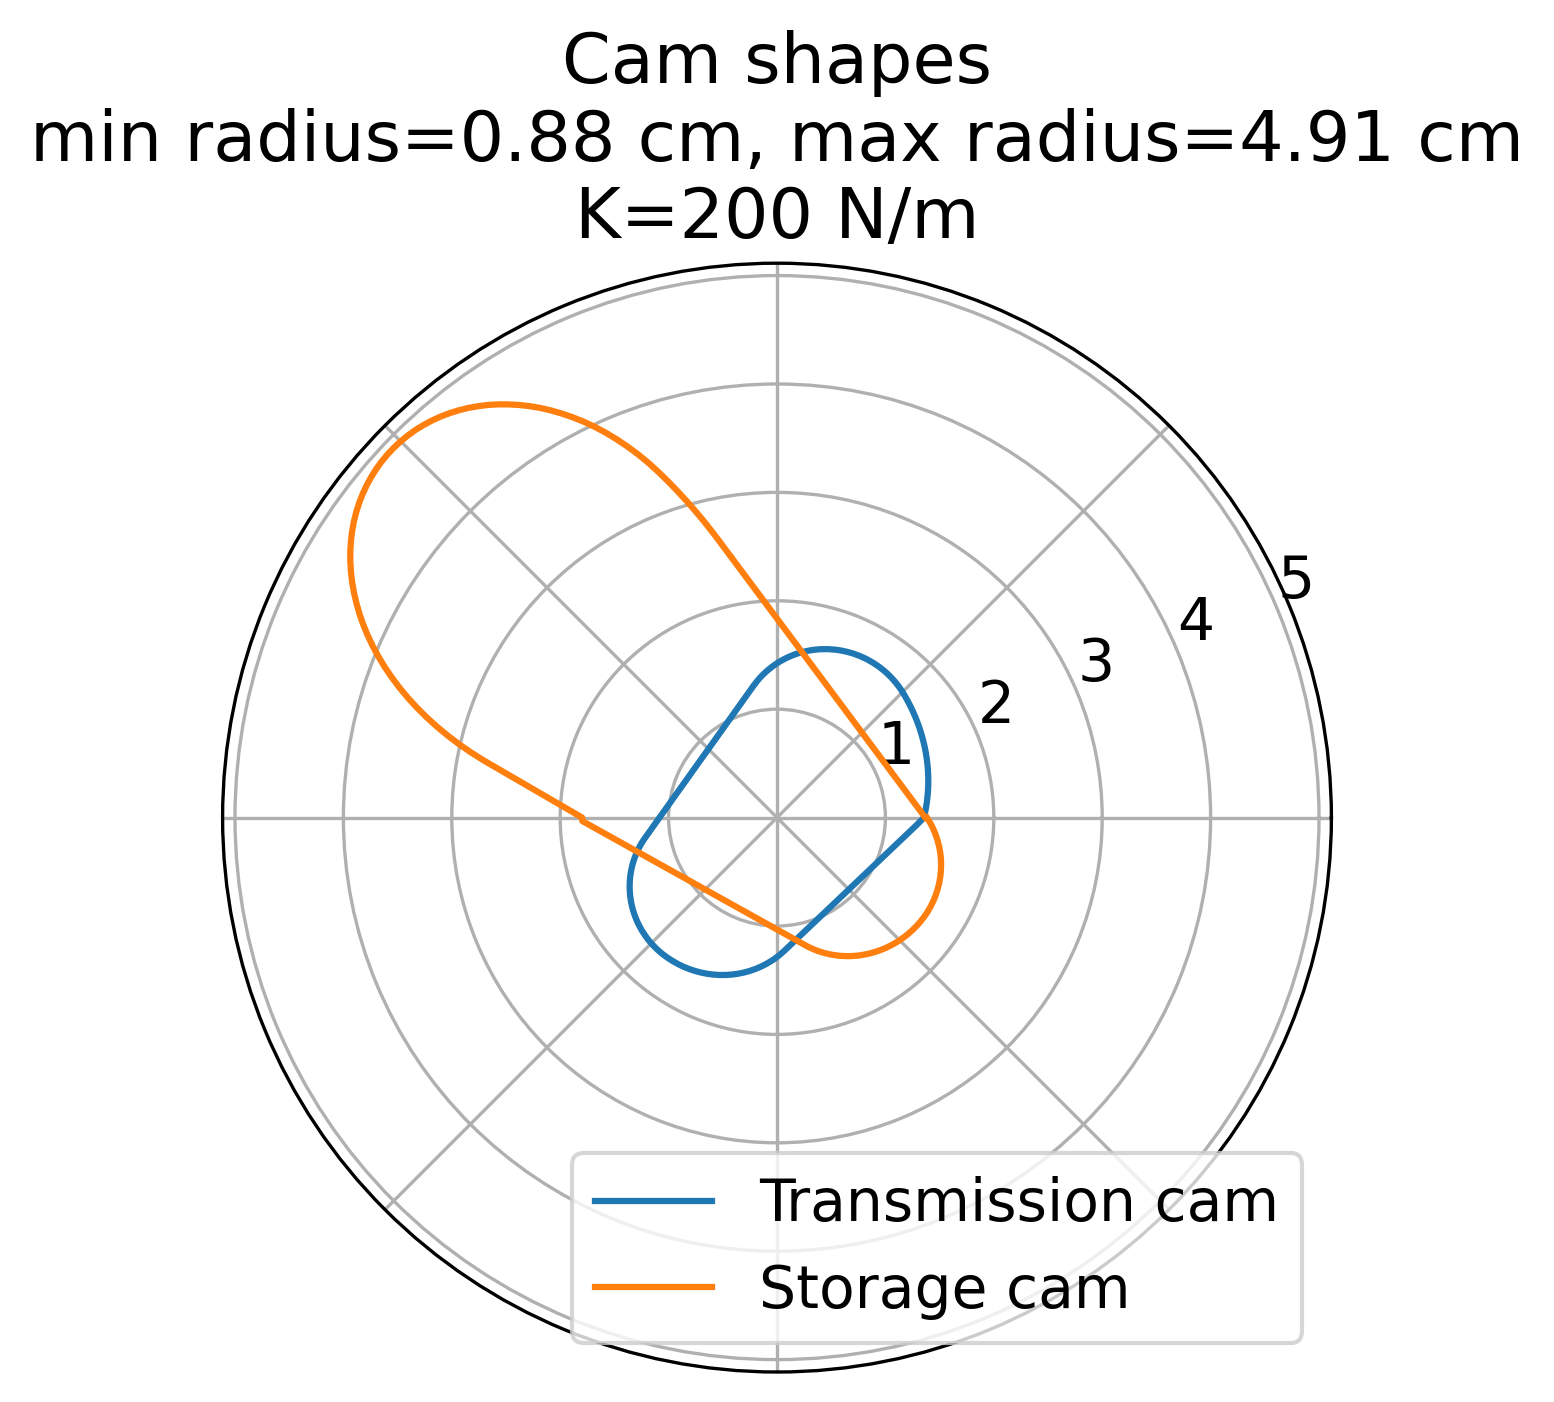 Cam shapes
min radius=0.88 cm, max radius=4.91 cm
K=200 N/m
5
4
3
2
1
Transmission cam
Storage cam